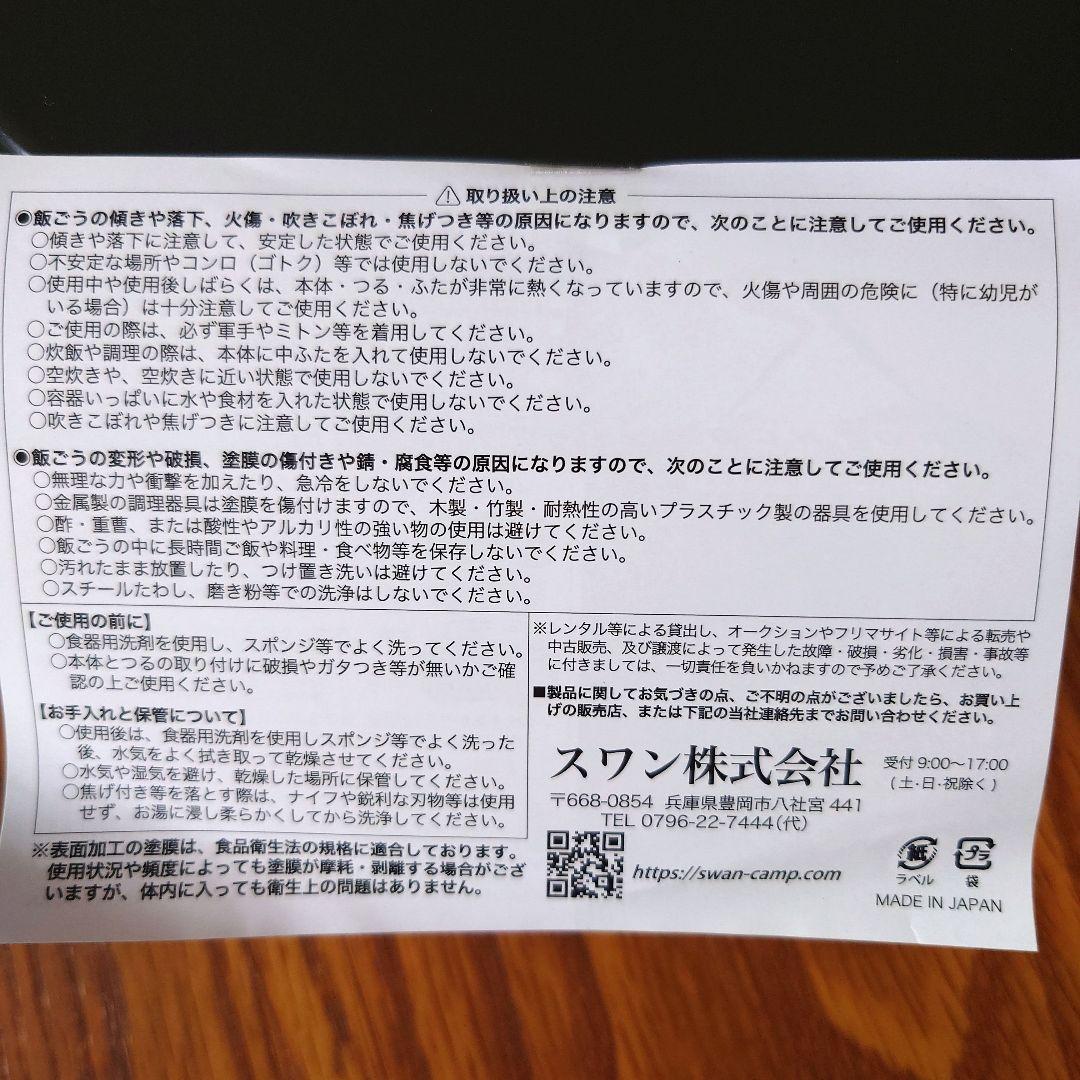 ⚠取り扱い上の注意
◉飯ごうの傾きや落下、火傷・吹きこぼれ・焦げつき等の原因になりますので、次のことに注意してご使用ください。
○傾きや落下に注意して、安定した状態でご使用ください。
○不安定な場所やコンロ（ゴトク）等では使用しないでください。
○使用中や使用後しばらくは、本体・つる・ふたが非常に熱くなっていますので、火傷や周囲の危険に（特に幼児が
いる場合）は十分注意してご使用ください。
○ご使用の際は、必ず軍手やミトン等を着用してください。
○炊飯や調理の際は、本体に中ふたを入れて使用しないでください。
○空炊きや、空炊きに近い状態で使用しないでください。
○容器いっぱいに水や食材を入れた状態で使用しないでください。
○吹きこぼれや焦げつきに注意してご使用ください。
◉飯ごうの変形や破損、塗膜の傷付きや錆・腐食等の原因になりますので、次のことに注意してご使用ください。
○無理な力や衝撃を加えたり、急冷をしないでください。
○金属製の調理器具は塗膜を傷付けますので、木製・竹製・耐熱性の高いプラスチック製の器具を使用してください。
○酢・重曹、または酸性やアルカリ性の強い物の使用は避けてください。
○飯ごうの中に長時間ご飯や料理・食べ物等を保存しないでください。
○汚れたまま放置したり、つけ置き洗いは避けてください。
○スチールたわし、磨き粉等での洗浄はしないでください。
【ご使用の前に】
○食器用洗剤を使用し、スポンジ等でよく洗ってください。
○本体とつるの取り付けに破損やガタつき等が無いかご確
認の上ご使用ください。
【お手入れと保管について】
○使用後は、食器用洗剤を使用しスポンジ等でよく洗った
後、水気をよく拭き取って乾燥させてください。
○水気や湿気を避け、乾燥した場所に保管してください。
○焦げ付き等を落とす際は、ナイフや鋭利な刃物等は使用
せず、お湯に浸し柔らかくしてから洗浄してください。
※表面加工の塗膜は、食品衛生法の規格に適合しております。
使用状況や頻度によっても塗膜が摩耗・剥離する場合がござ
いますが、体内に入っても衛生上の問題はありません。
※レンタル等による貸出し、オークションやフリマサイト等による転売や
中古販売、及び譲渡によって発生した故障・破損・劣化・損害・事故等
に付きましては、一切責任を負いかねますので予めご了承ください。
■製品に関してお気づきの点、ご不明の点がございましたら、お買い上
げの販売店、または下記の当社連絡先までお問い合わせください。
スワン株式会社 受付 9:00〜17:00
(土・日・祝除く)
〒668-0854 兵庫県豊岡市八社宮 441
TEL 0796-22-7444(代)
https://swan-camp.com
紙
ラベル
プラ
袋
MADE IN JAPAN